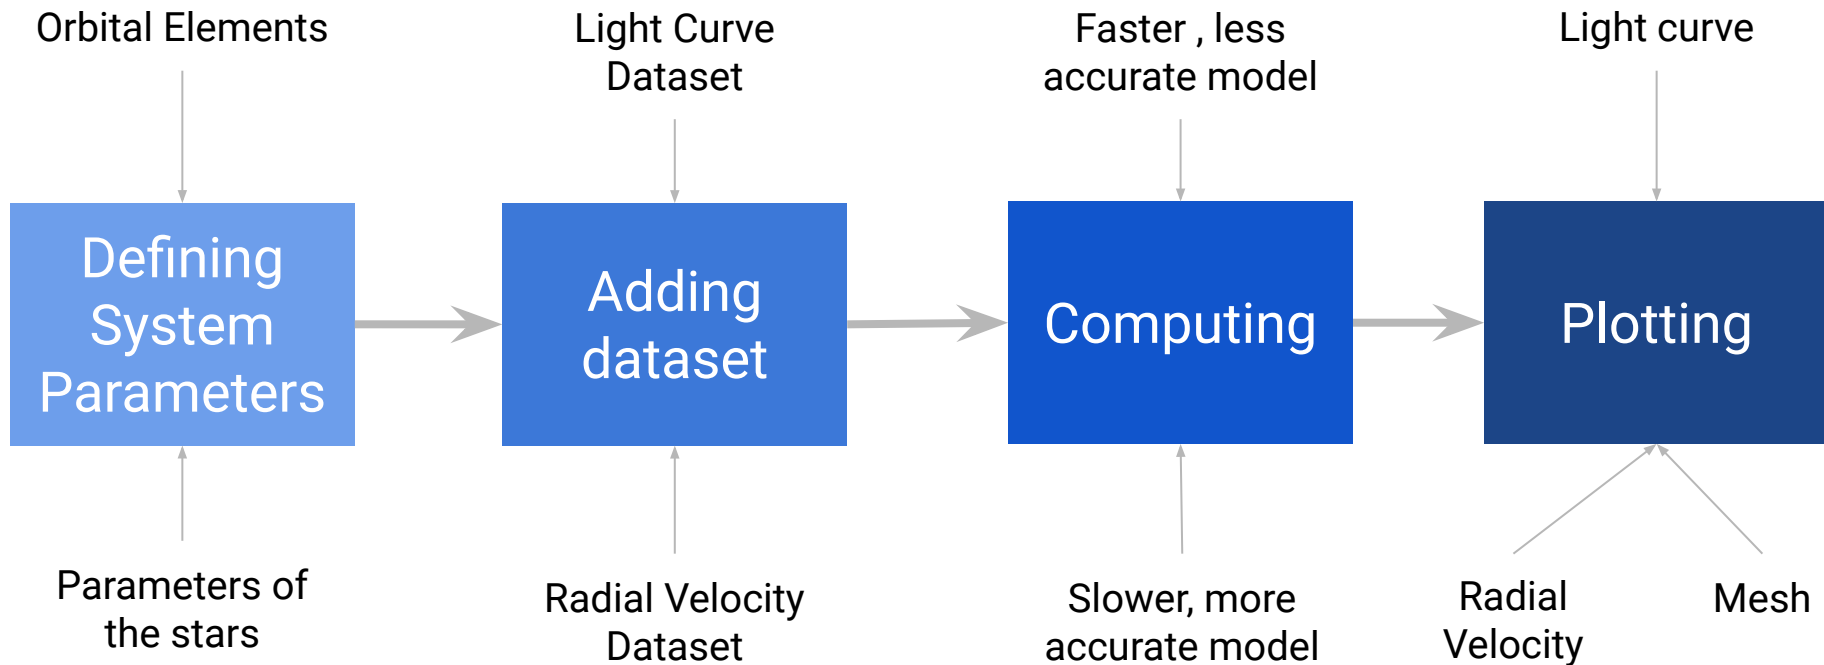 Orbital Elements
Light Curve
Dataset
Faster , less
accurate model
Light curve
Defining
System
Parameters
Adding
dataset
Computing
Plotting
Parameters of
the stars
Radial Velocity
Dataset
Slower, more
accurate model
Radial
Velocity
Mesh